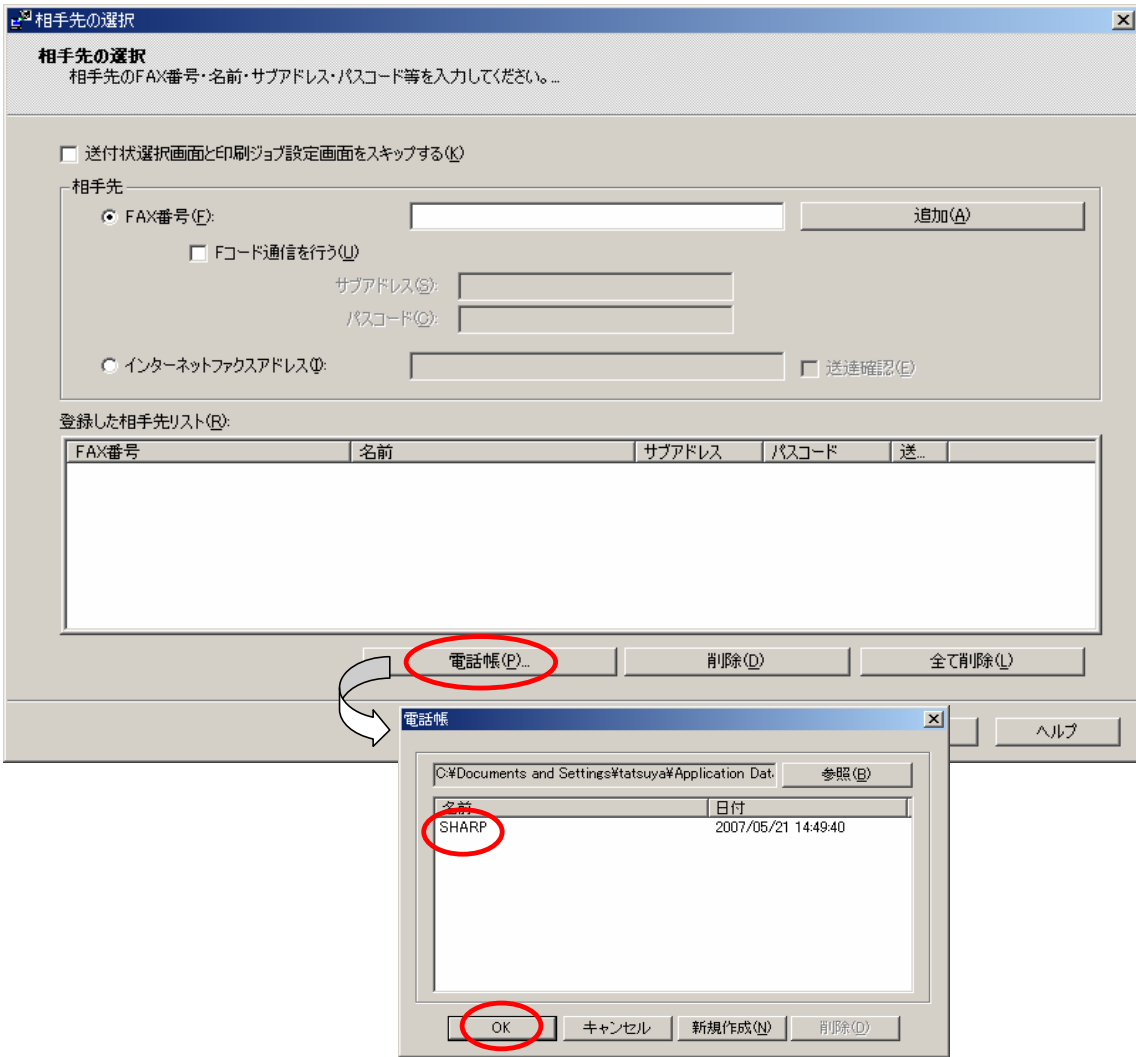 相手先の選択
相手先の選択
相手先のFAX番号・名前・サブアドレス・パスコード等を入力してください。...
送付状選択画面と印刷ジョブ設定画面をスキップする(K)
相手先
FAX番号(F): 追加(A)
Fコード通信を行う(U)
サブアドレス(S):
パスコード(C):
インターネットファクスアドレス(I): 送達確認(E)
登録した相手先リスト(R):
FAX番号 名前 サブアドレス パスコード 送...
電話帳(P)... 削除(D) 全て削除(L)
ヘルプ
電話帳
C:¥Documents and Settings¥tatsuya¥Application Dat 参照(B)
名前 日付
SHARP 2007/05/21 14:49:40
OK キャンセル 新規作成(N) 削除(D)